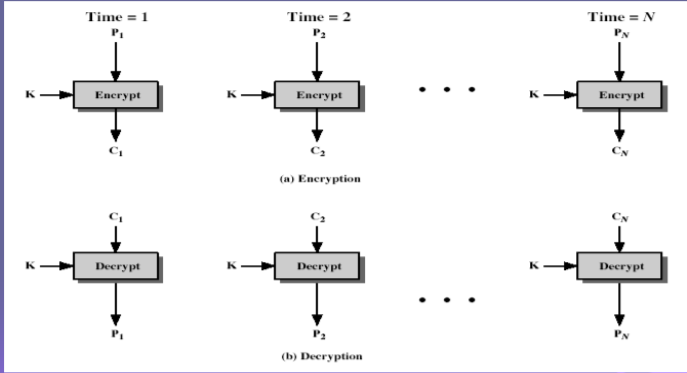 Time = 1 Time = 2 Time = N
P1 P2 PN
K Encrypt K Encrypt • • • K Encrypt
C1 C2 CN
(a) Encryption
C1 C2 CN
K Decrypt K Decrypt K Decrypt
• • •
P1 P2 PN
(b) Decryption